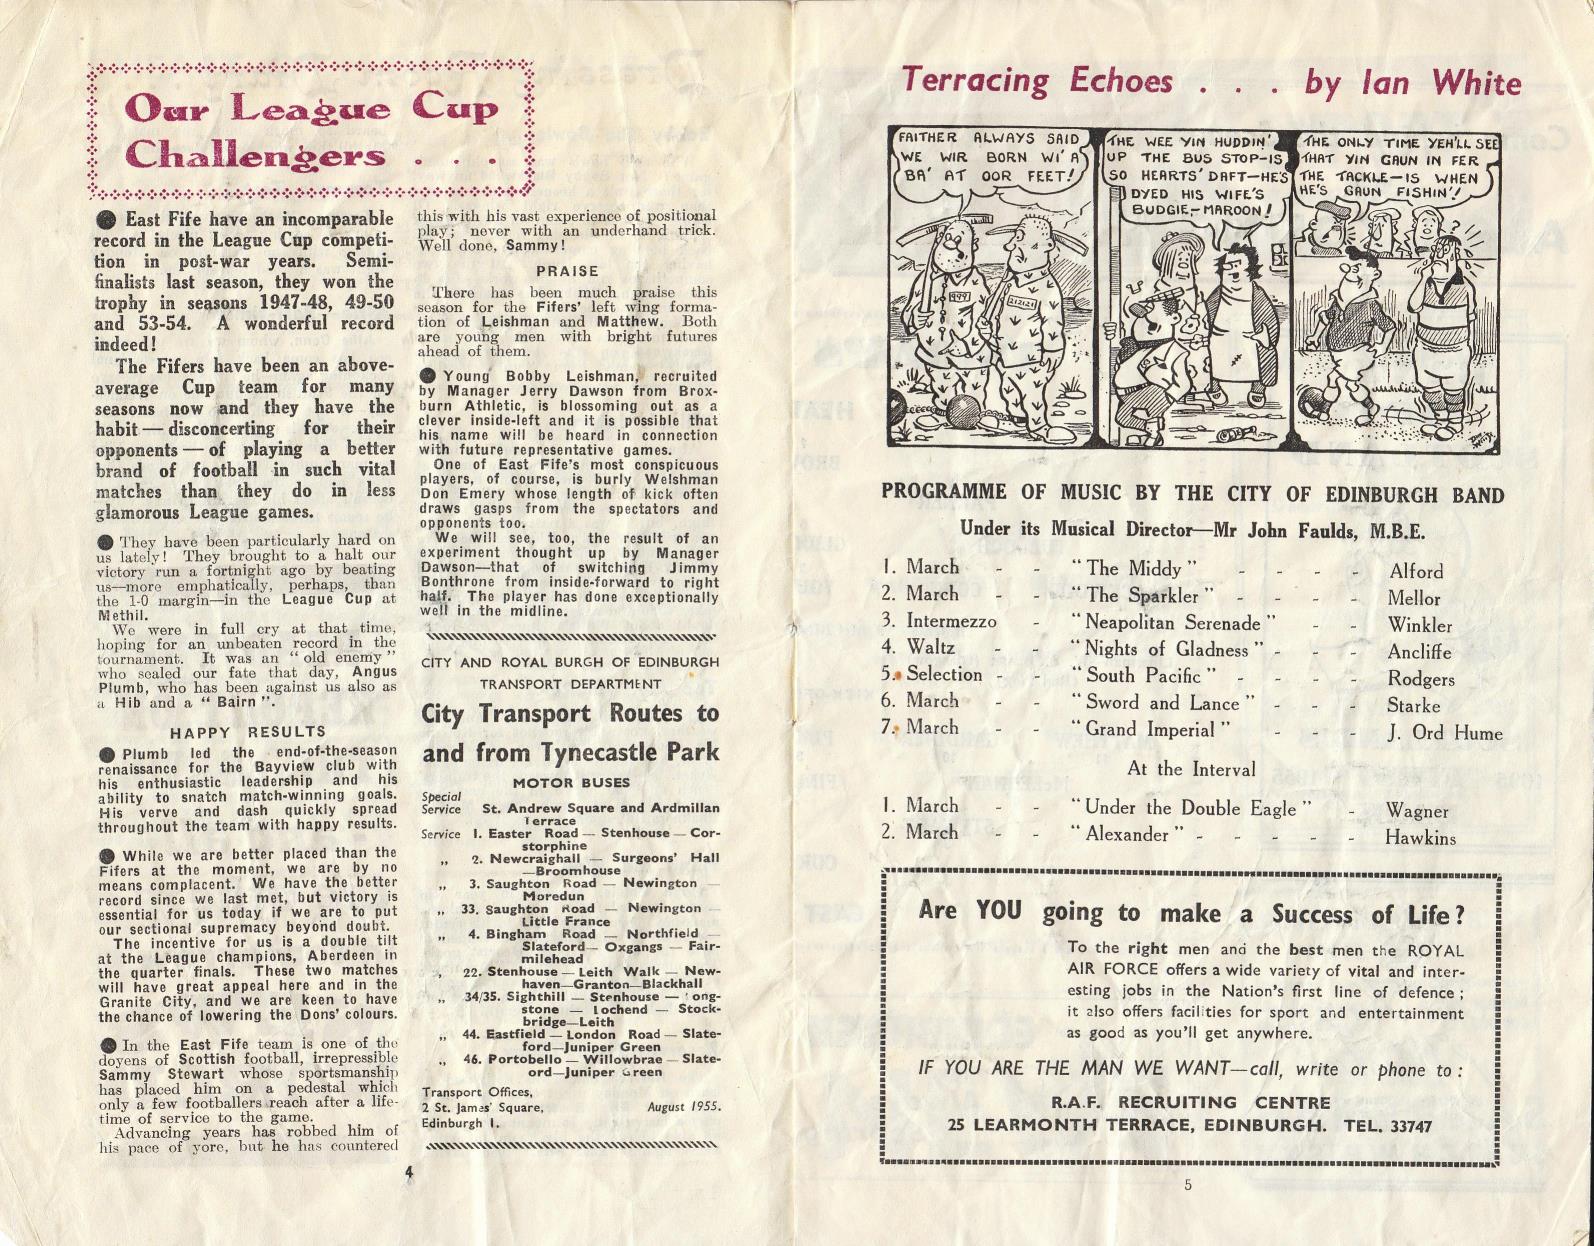 Our League Cup
Challengers . . .
● East Fife have an incomparable
record in the League Cup competi-
tion in post-war years. Semi-
finalists last season, they won the
trophy in seasons 1947-48, 49-50
and 53-54. A wonderful record
indeed!
The Fifers have been an above-
average Cup team for many
seasons now and they have the
habit — disconcerting for their
opponents — of playing a better
brand of football in such vital
matches than they do in less
glamorous League games.
● They have been particularly hard on
us lately! They brought to a halt our
victory run a fortnight ago by beating
us—more emphatically, perhaps, than
the 1-0 margin—in the League Cup at
Methil.
We were in full cry at that time,
hoping for an unbeaten record in the
tournament. It was an " old enemy "
who sealed our fate that day, Angus
Plumb, who has been against us also as
a Hib and a " Bairn ".
HAPPY RESULTS
● Plumb led the end-of-the-season
renaissance for the Bayview club with
his enthusiastic leadership and his
ability to snatch match-winning goals.
His verve and dash quickly spread
throughout the team with happy results.
● While we are better placed than the
Fifers at the moment, we are by no
means complacent. We have the better
record since we last met, but victory is
essential for us today if we are to put
our sectional supremacy beyond doubt.
The incentive for us is a double tilt
at the League champions, Aberdeen in
the quarter finals. These two matches
will have great appeal here and in the
Granite City, and we are keen to have
the chance of lowering the Dons' colours.
● In the East Fife team is one of the
doyens of Scottish football, irrepressible
Sammy Stewart whose sportsmanship
has placed him on a pedestal which
only a few footballers reach after a life-
time of service to the game.
Advancing years has robbed him of
his pace of yore, but he has countered
this with his vast experience of positional
play; never with an underhand trick.
Well done, Sammy!
PRAISE
There has been much praise this
season for the Fifers' left wing forma-
tion of Leishman and Matthew. Both
are young men with bright futures
ahead of them.
● Young Bobby Leishman, recruited
by Manager Jerry Dawson from Brox-
burn Athletic, is blossoming out as a
clever inside-left and it is possible that
his name will be heard in connection
with future representative games.
One of East Fife's most conspicuous
players, of course, is burly Welshman
Don Emery whose length of kick often
draws gasps from the spectators and
opponents too.
We will see, too, the result of an
experiment thought up by Manager
Dawson—that of switching Jimmy
Bonthrone from inside-forward to right
half. The player has done exceptionally
well in the midline.
CITY AND ROYAL BURGH OF EDINBURGH
TRANSPORT DEPARTMENT
City Transport Routes to
and from Tynecastle Park
MOTOR BUSES
Special
Service St. Andrew Square and Ardmillan
Terrace
Service 1. Easter Road — Stenhouse — Cor-
storphine
,, 2. Newcraighall — Surgeons' Hall
—Broomhouse
,, 3. Saughton Road — Newington —
Moredun
,, 33. Saughton Road — Newington —
Little France
,, 4. Bingham Road — Northfield —
Slateford— Oxgangs — Fair-
milehead
,, 22. Stenhouse — Leith Walk — New-
haven—Granton—Blackhall
,, 34/35. Sighthill — Stenhouse — Long-
stone — Lochend — Stock-
bridge—Leith
,, 44. Eastfield — London Road — Slate-
ford—Juniper Green
,, 46. Portobello — Willowbrae — Slate-
ord—Juniper Green
Transport Offices,
2 St. James' Square, August 1955.
Edinburgh 1.
4
Terracing Echoes . . . by Ian White
FAITHER ALWAYS SAID
WE WIR BORN WI' A
BA' AT OOR FEET!
949
212121
THE WEE YIN HUDDIN'
UP THE BUS STOP-IS
SO HEARTS' DAFT-HE'S
DYED HIS WIFE'S
BUDGIE,- MAROON!
THE ONLY TIME YEH'LL SEE
THAT YIN GAUN IN FER
THE TACKLE-IS WHEN
HE'S GAUN FISHIN'!
PROGRAMME OF MUSIC BY THE CITY OF EDINBURGH BAND
Under its Musical Director—Mr John Faulds, M.B.E.
1. March - - " The Middy " - - - - Alford
2. March - - " The Sparkler " - - - - Mellor
3. Intermezzo - " Neapolitan Serenade " - - Winkler
4. Waltz - - " Nights of Gladness " - - - Ancliffe
5. Selection - - " South Pacific " - - - - Rodgers
6. March - - " Sword and Lance " - - - Starke
7. March - - " Grand Imperial " - - - J. Ord Hume
At the Interval
1. March - - " Under the Double Eagle " - Wagner
2. March - - " Alexander " - - - - - Hawkins
Are YOU going to make a Success of Life?
To the right men and the best men the ROYAL
AIR FORCE offers a wide variety of vital and inter-
esting jobs in the Nation's first line of defence ;
it also offers facilities for sport and entertainment
as good as you'll get anywhere.
IF YOU ARE THE MAN WE WANT—call, write or phone to :
R.A.F. RECRUITING CENTRE
25 LEARMONTH TERRACE, EDINBURGH. TEL. 33747
5